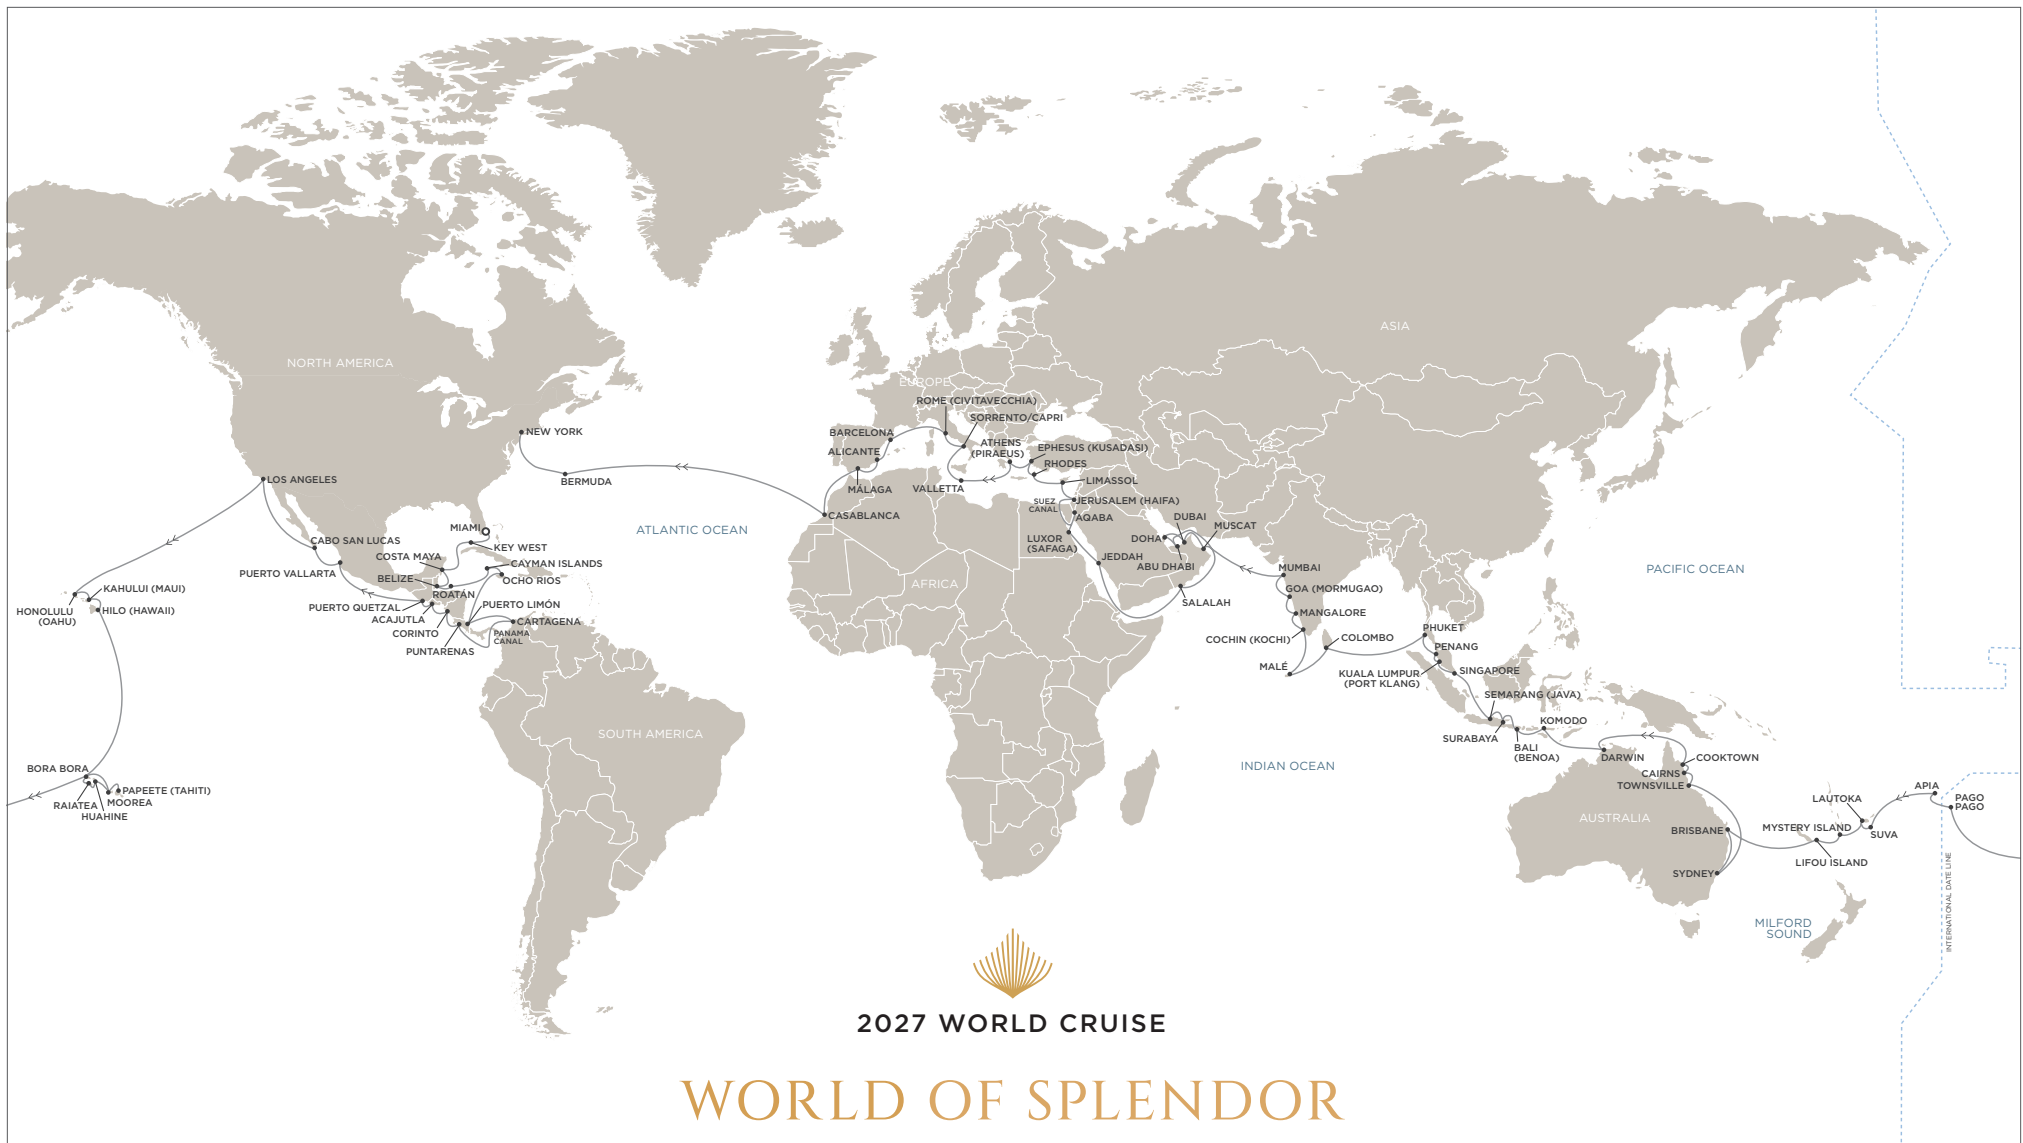 NORTH AMERICA
ASIA
EUROPE
ROME (CIVITAVECCHIA)
SORRENTO/CAPRI
BARCELONA
NEW YORK
ATHENS
(PIRAEUS)
EPHESUS (KUSADASI)
ALICANTE
RHODES
LOS ANGELES
BERMUDA
MÁLAGA
VALLETTA
LIMASSOL
SUEZ
CANAL
JERUSALEM (HAIFA)
CASABLANCA
AQABA
DUBAI
MUSCAT
MIAMI
ATLANTIC OCEAN
LUXOR
(SAFAGA)
DOHA
CABO SAN LUCAS
KEY WEST
COSTA MAYA
CAYMAN ISLANDS
JEDDAH
ABU DHABI
MUMBAI
PACIFIC OCEAN
PUERTO VALLARTA
BELIZE
OCHO RIOS
AFRICA
KAHULUI (MAUI)
ROATÁN
GOA (MORMUGAO)
HONOLULU
(OAHU)
HILO (HAWAII)
PUERTO QUETZAL
PUERTO LIMÓN
SALALAH
MANGALORE
ACAJUTLA
CARTAGENA
CORINTO
PANAMA
CANAL
PHUKET
COCHIN (KOCHI)
COLOMBO
PUNTARENAS
PENANG
MALÉ
KUALA LUMPUR
(PORT KLANG)
SINGAPORE
SEMARANG (JAVA)
SOUTH AMERICA
KOMODO
SURABAYA
BALI
(BENOA)
DARWIN
COOKTOWN
INDIAN OCEAN
BORA BORA
CAIRNS
TOWNSVILLE
APIA
PAPEETE (TAHITI)
RAIATEA
MOOREA
HUAHINE
LAUTOKA
PAGO
PAGO
AUSTRALIA
BRISBANE
MYSTERY ISLAND
SUVA
LIFOU ISLAND
SYDNEY
INTERNATIONAL DATE LINE
MILFORD
SOUND
2027 WORLD CRUISE
WORLD OF SPLENDOR